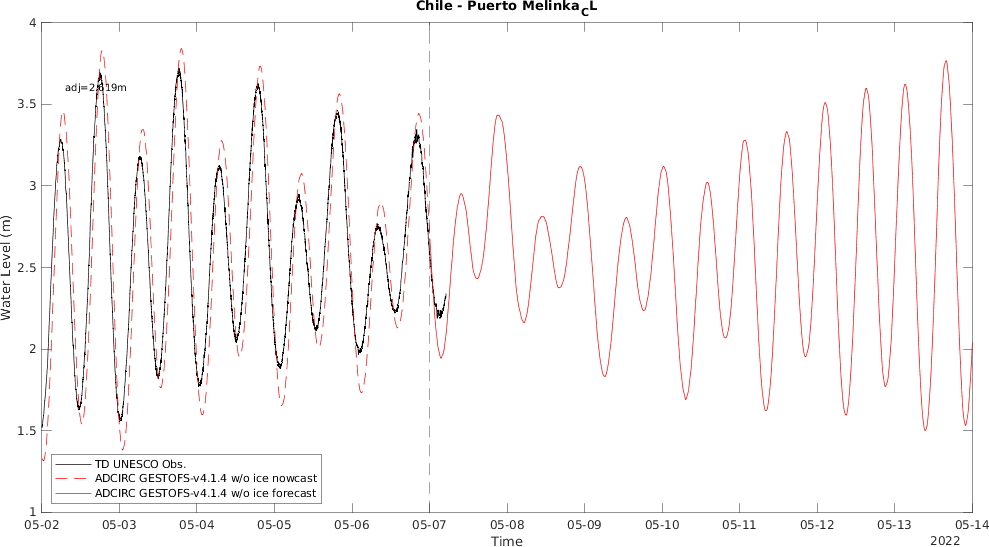 Chile - Puerto MelinkaCL
4
3.5
3
2.5
2
1.5
1
Water Level (m)
adj=2.619m
TD UNESCO Obs.
ADCIRC GESTOFS-v4.1.4 w/o ice nowcast
ADCIRC GESTOFS-v4.1.4 w/o ice forecast
05-02 05-03 05-04 05-05 05-06 05-07 05-08 05-09 05-10 05-11 05-12 05-13 05-14
Time
2022